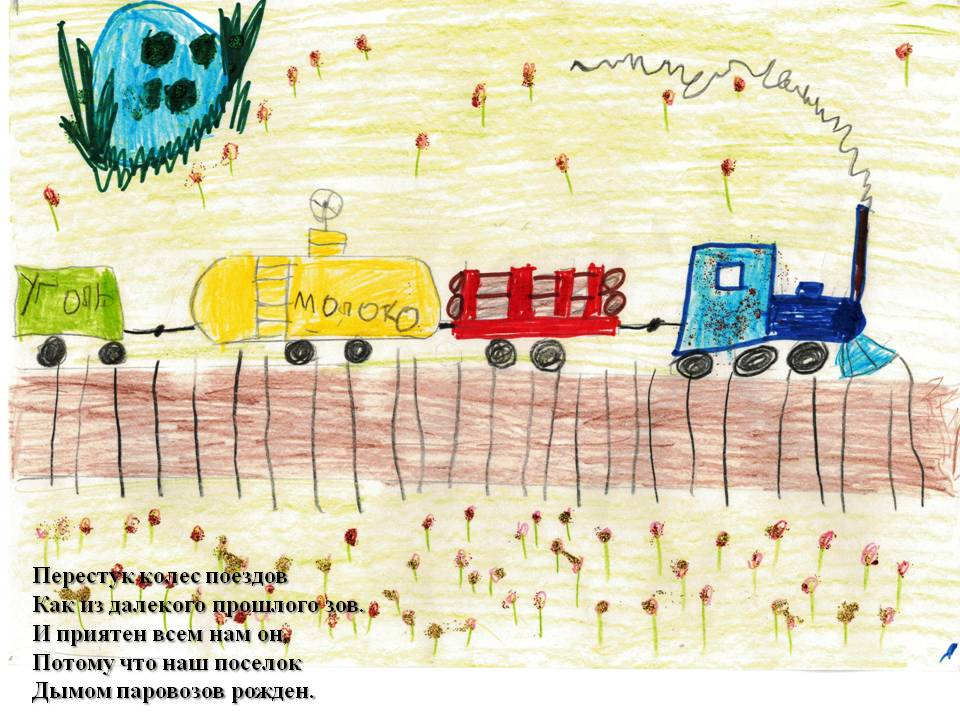 УГОЛЬ
МОЛОКО
Перестук колес поездов
Как из далекого прошлого зов.
И приятен всем нам он,
Потому что наш поселок
Дымом паровозов рожден.